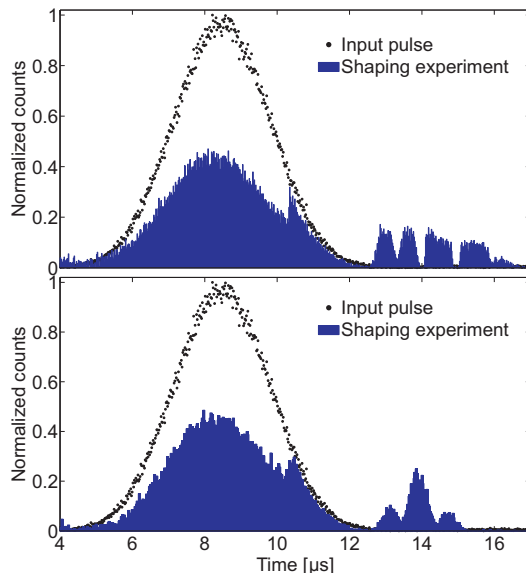 1
0.8
0.6
0.4
0.2
0
Normalized counts
Input pulse
Shaping experiment
1
0.8
0.6
0.4
0.2
0
Normalized counts
Input pulse
Shaping experiment
4 6 8 10 12 14 16
Time [μs]